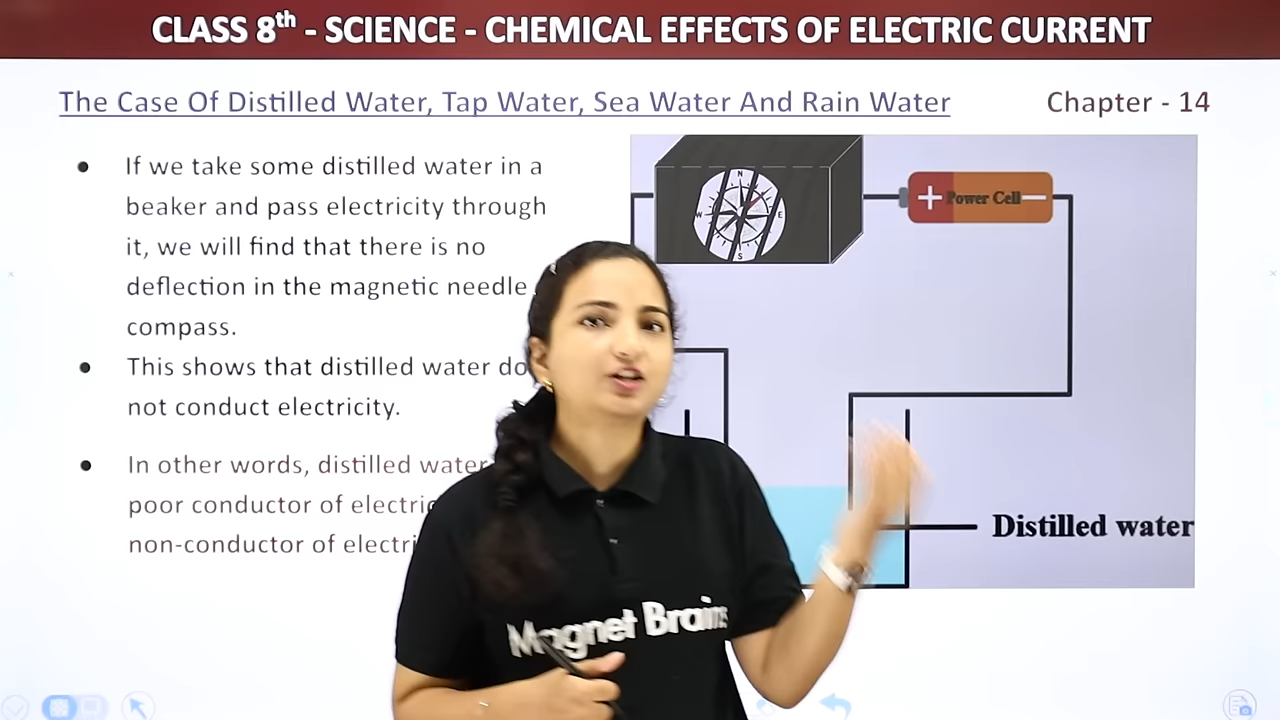 CLASS 8th - SCIENCE - CHEMICAL EFFECTS OF ELECTRIC CURRENT
The Case Of Distilled Water, Tap Water, Sea Water And Rain Water
Chapter - 14
● If we take some distilled water in a
beaker and pass electricity through
it, we will find that there is no
deflection in the magnetic needle
compass.
● This shows that distilled water
not conduct electricity.
● In other words, distilled water
poor conductor of
non-conductor of
N
W
E
S
+ Power Cell −
Distilled water
Magnet Brains